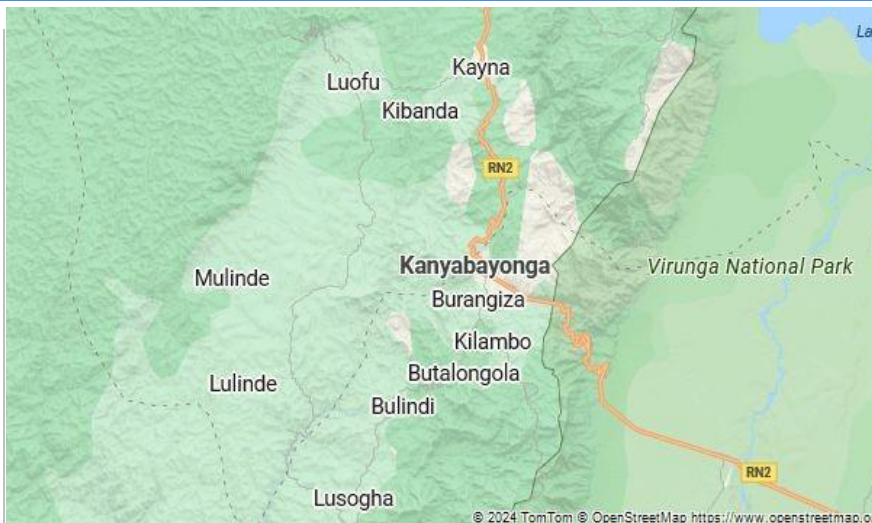 La
Kayna
Luofu
Kibanda
RN2
Kanyabayonga
Virunga National Park
Mulinde
Burangiza
Kilambo
Butalongola
Lulinde
Bulindi
RN2
Lusogha
© 2024 TomTom © OpenStreetMap https://www.openstreetmap.o